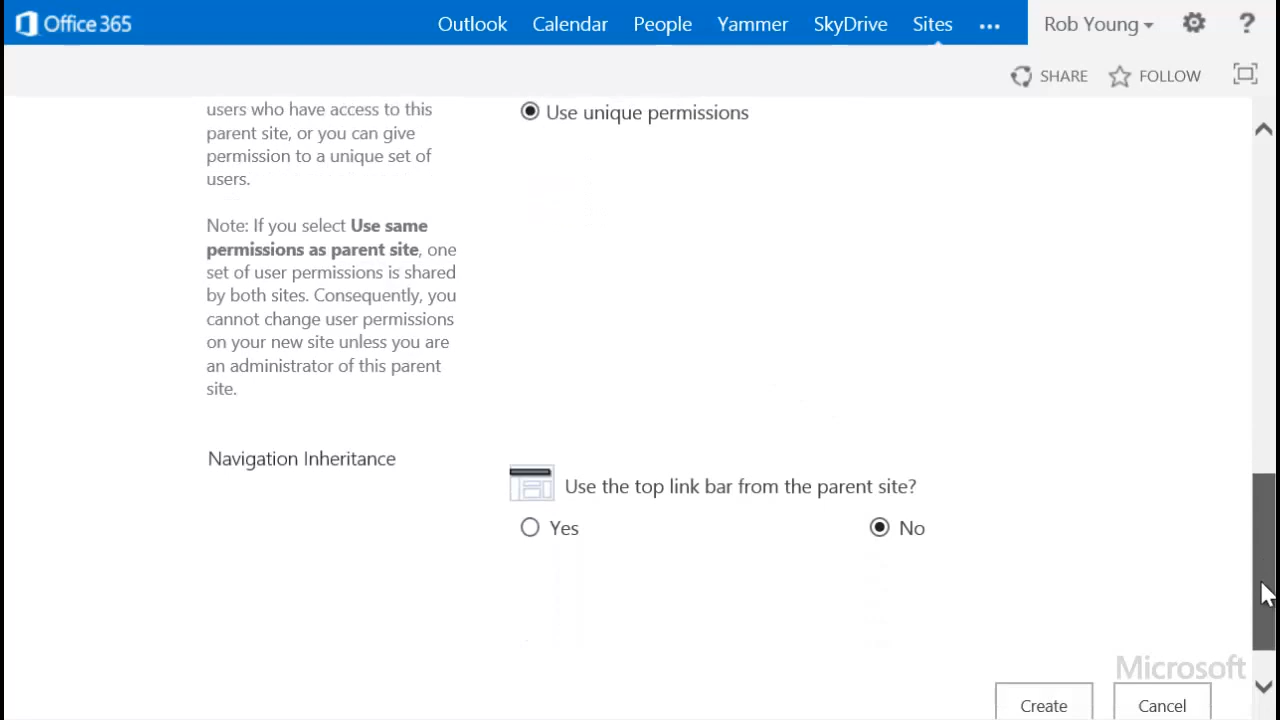 Office 365 Outlook Calendar People Yammer SkyDrive Sites ... Rob Young ?
SHARE FOLLOW
users who have access to this
parent site, or you can give
permission to a unique set of
users.
Use unique permissions
Note: If you select Use same
permissions as parent site, one
set of user permissions is shared
by both sites. Consequently, you
cannot change user permissions
on your new site unless you are
an administrator of this parent
site.
Navigation Inheritance
Use the top link bar from the parent site?
Yes No
Microsoft
Create Cancel